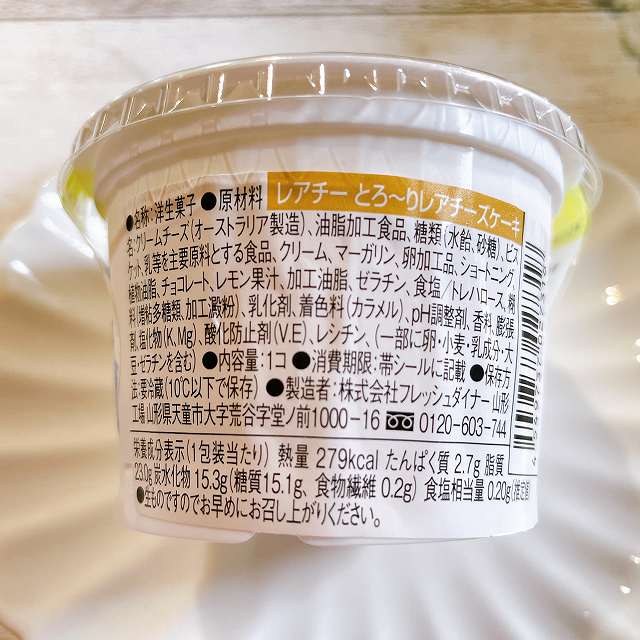 レアチー とろ〜りレアチーズケーキ
●名称:洋生菓子 ●原材料
名:クリームチーズ(オーストラリア製造)、油脂加工食品、糖類(水飴、砂糖)、ビス
ケット、乳等を主要原料とする食品、クリーム、マーガリン、卵加工品、ショートニング、
植物油脂、チョコレート、レモン果汁、加工油脂、ゼラチン、食塩/トレハロース、糊
料(増粘多糖類、加工澱粉)、乳化剤、着色料(カラメル)、pH調整剤、香料、膨張
剤、塩化物(K、Mg)、酸化防止剤(V.E)、レシチン、(一部に卵・小麦・乳成分・大
豆・ゼラチンを含む) ●内容量:1コ ●消費期限:帯シールに記載 ●保存方
法:要冷蔵(10℃以下で保存) ●製造者:株式会社フレッシュダイナー 山形
工場 山形県天童市大字荒谷字堂ノ前1000-16 0120-603-744
栄養成分表示(1包装当たり) 熱量 279kcal たんぱく質 2.7g 脂質
23.0g 炭水化物 15.3g(糖質15.1g、食物繊維 0.2g) 食塩相当量 0.20g(推定値)
●生ものですのでお早めにお召し上がりください。